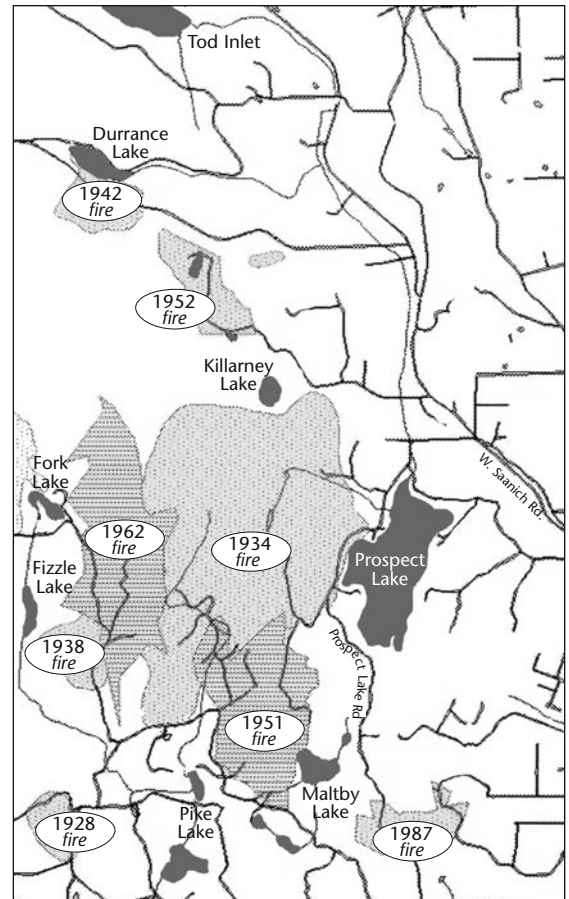 Tod Inlet
Durrance
Lake
1942
fire
1952
fire
Killarney
Lake
W. Saanich Rd.
Fork
Lake
1962
fire
1934
fire
Prospect
Lake
Fizzle
Lake
1938
fire
Prospect Lake Rd
1951
fire
Maltby
Lake
Pike
Lake
1928
fire
1987
fire